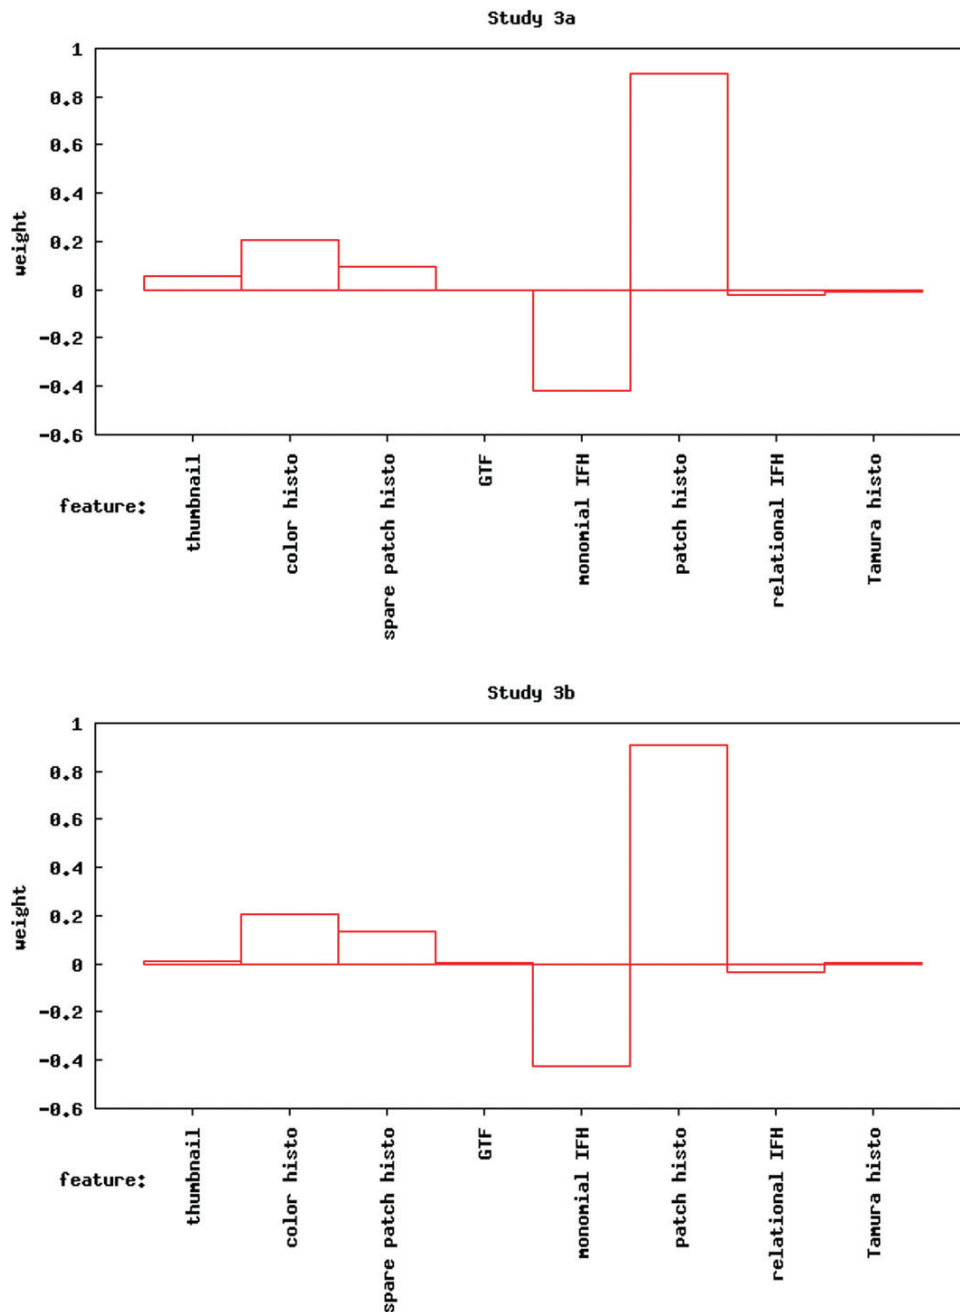 Study 3a
1
0.8
0.6
0.4
0.2
0
-0.2
-0.4
-0.6
weight
feature:
thumbnail
color histo
spare patch histo
GTF
monomial IFH
patch histo
relational IFH
Tamura histo
Study 3b
1
0.8
0.6
0.4
0.2
0
-0.2
-0.4
-0.6
weight
feature:
thumbnail
color histo
spare patch histo
GTF
monomial IFH
patch histo
relational IFH
Tamura histo